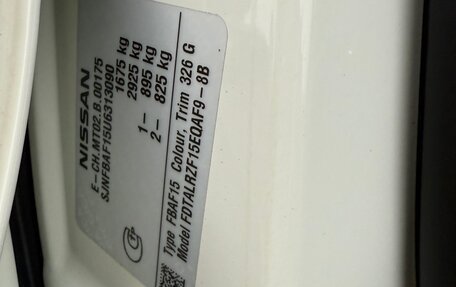 NISSAN
E-CH.MT02.B.00175
SJNFBAF15U6313090
1675 kg
2925 kg
1- 895 kg
2- 825 kg
Type FBAF15 Colour, Trim 326 G
Model FDTALRZF15EQAF9-8B